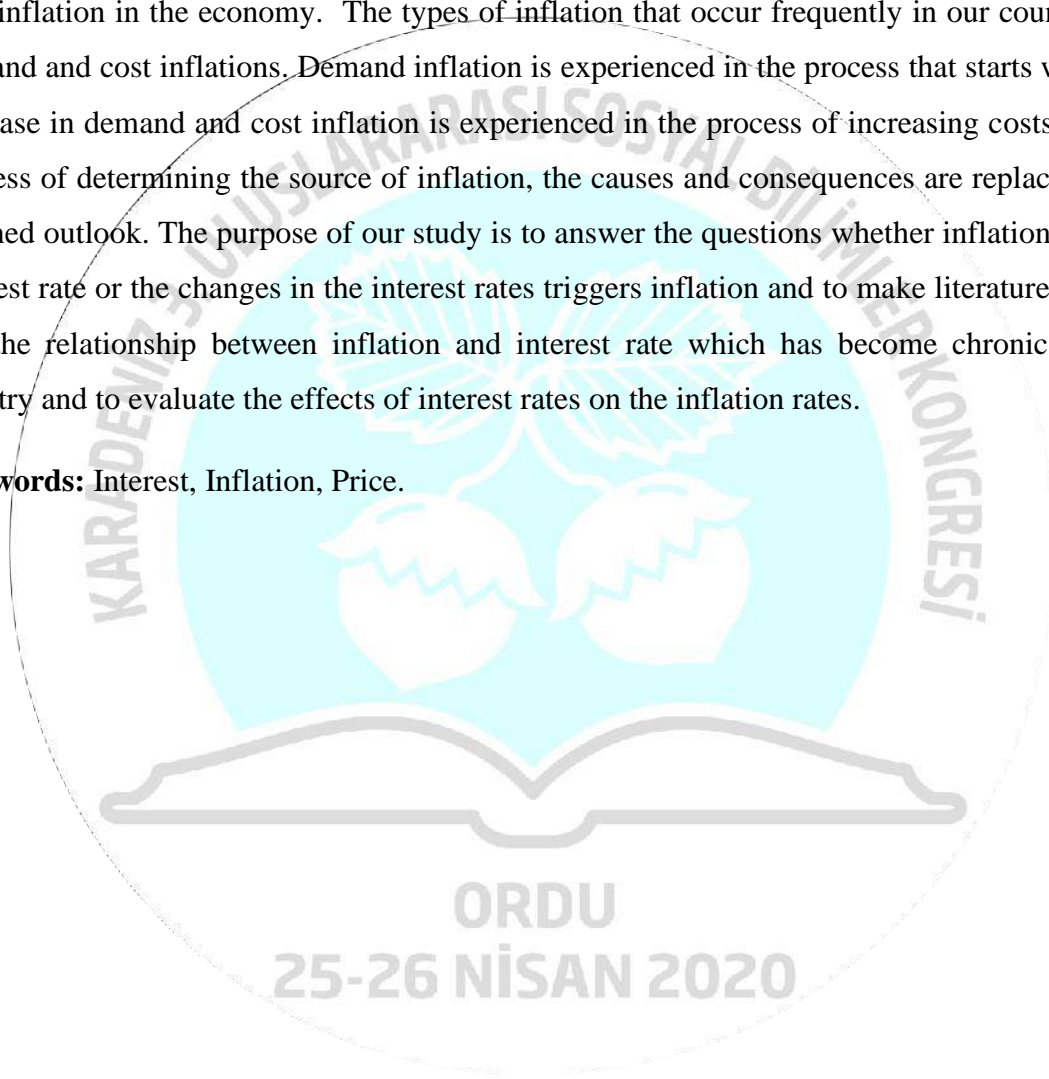 inflation in the economy. The types of inflation that occur frequently in our coun
and and cost inflations. Demand inflation is experienced in the process that starts
ase in demand and cost inflation is experienced in the process of increasing costs
ess of determining the source of inflation, the causes and consequences are replac
ned outlook. The purpose of our study is to answer the questions whether inflation
est rate or the changes in the interest rates triggers inflation and to make literature
he relationship between inflation and interest rate which has become chronic
try and to evaluate the effects of interest rates on the inflation rates.
words: Interest, Inflation, Price.
KARADENİZ 3. ULUSLARARASI SOSYAL BİLİMLER KONGRESİ
ORDU
25-26 NİSAN 2020